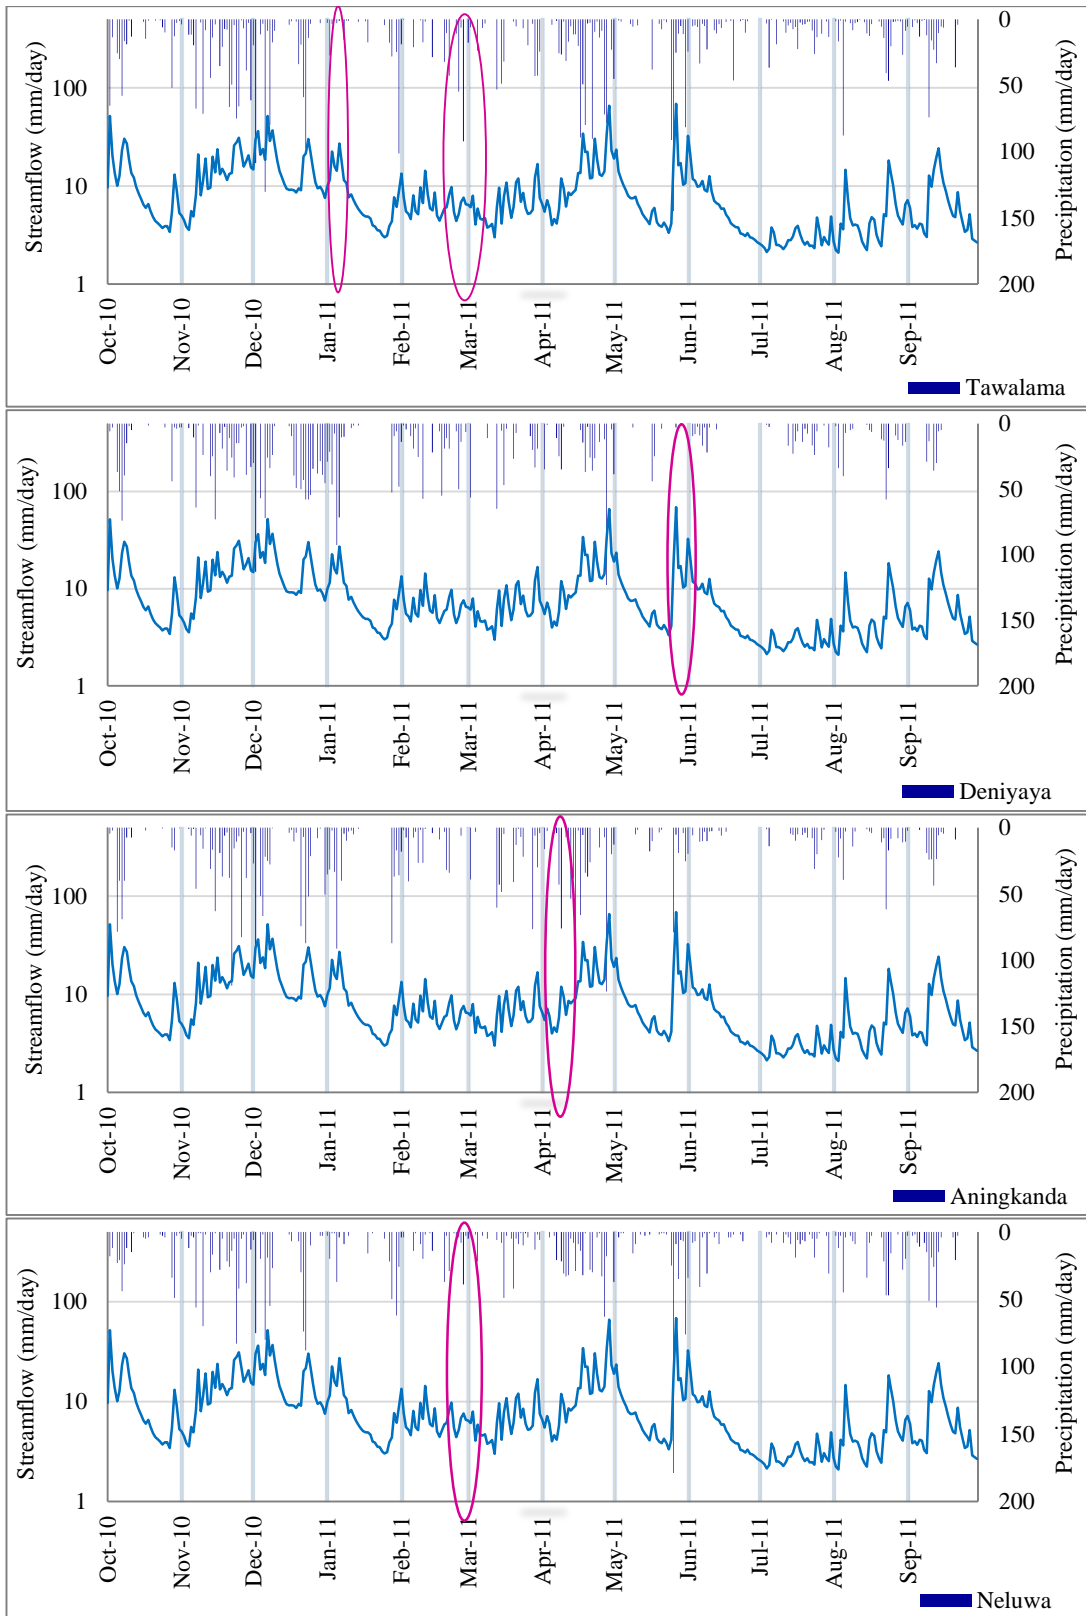 Streamflow (mm/day)
100
10
1
0
50
100
150
200
Precipitation (mm/day)
Oct-10
Nov-10
Dec-10
Jan-11
Feb-11
Mar-11
Apr-11
May-11
Jun-11
Jul-11
Aug-11
Sep-11
Tawalama
Streamflow (mm/day)
100
10
1
0
50
100
150
200
Precipitation (mm/day)
Oct-10
Nov-10
Dec-10
Jan-11
Feb-11
Mar-11
Apr-11
May-11
Jun-11
Jul-11
Aug-11
Sep-11
Deniyaya
Streamflow (mm/day)
100
10
1
0
50
100
150
200
Precipitation (mm/day)
Oct-10
Nov-10
Dec-10
Jan-11
Feb-11
Mar-11
Apr-11
May-11
Jun-11
Jul-11
Aug-11
Sep-11
Aningkanda
Streamflow (mm/day)
100
10
1
0
50
100
150
200
Precipitation (mm/day)
Oct-10
Nov-10
Dec-10
Jan-11
Feb-11
Mar-11
Apr-11
May-11
Jun-11
Jul-11
Aug-11
Sep-11
Neluwa